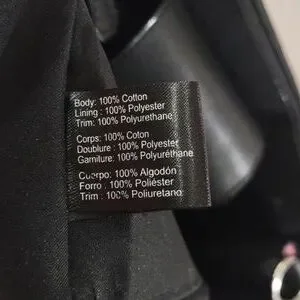 Body: 100% Cotton
Lining : 100% Polyester
Trim: 100% Polyurethane
Corps: 100% Coton
Doublure : 100% Polyester
Garniture: 100% Polyuréthane
Cuerpo: 100% Algodón
Forro : 100% Poliéster
Trim : 100% Poliuretano